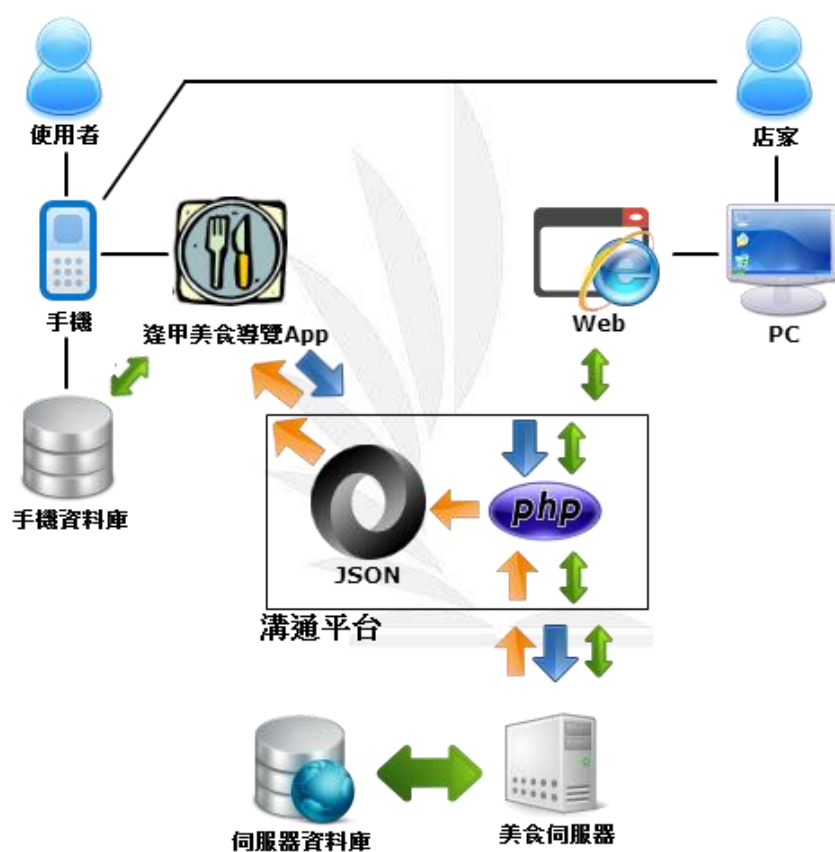 使用者
店家
手機
逢甲美食導覽App
Web
PC
手機資料庫
JSON
php
溝通平台
伺服器資料庫
美食伺服器